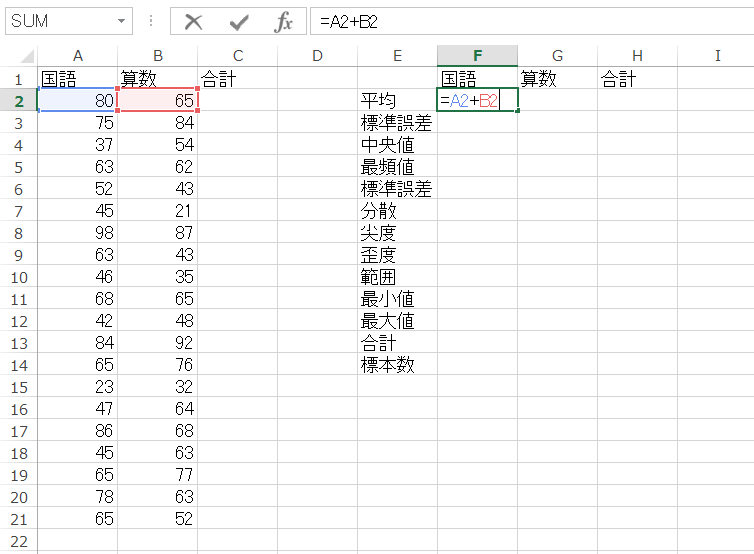 SUM fx =A2+B2
A B C D E F G H I
1 国語 算数 合計 国語 算数 合計
2 80 65 平均 =A2+B2
3 75 84 標準誤差
4 37 54 中央値
5 63 62 最頻値
6 52 43 標準誤差
7 45 21 分散
8 98 87 尖度
9 63 43 歪度
10 46 35 範囲
11 68 65 最小値
12 42 48 最大値
13 84 92 合計
14 65 76 標本数
15 23 32
16 47 64
17 86 68
18 45 63
19 65 77
20 78 63
21 65 52
22